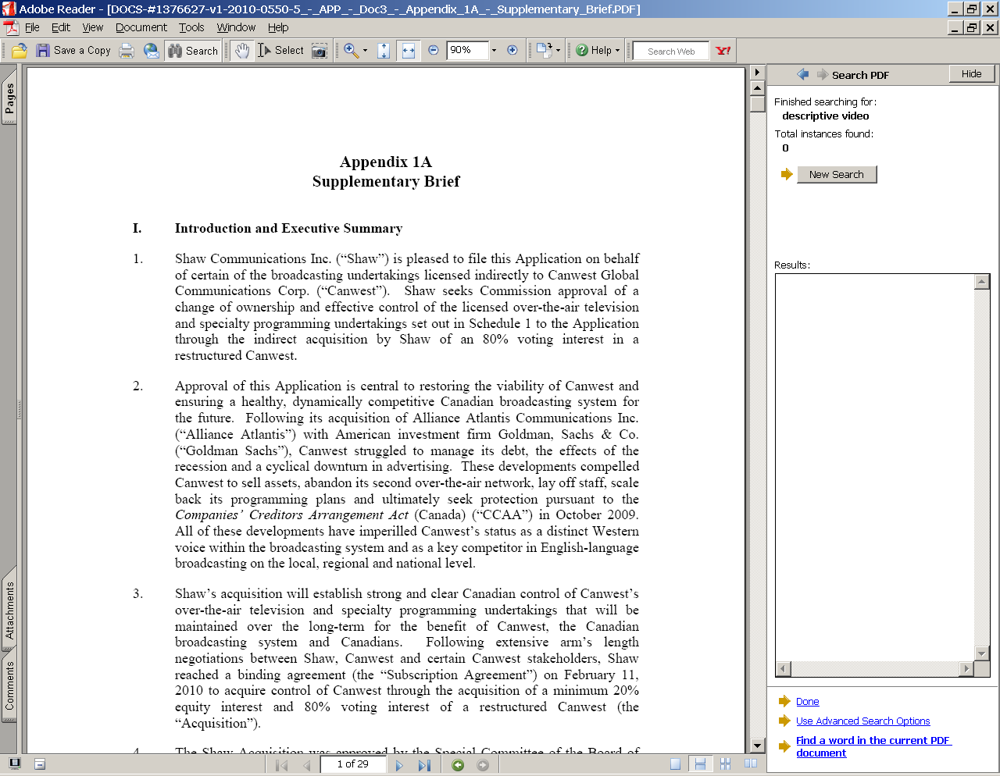 Adobe Reader - [DOCS-#1376627-v1-2010-0550-5_-_APP_-_Doc3_-_Appendix_1A_-_Supplementary_Brief.PDF]
File Edit View Document Tools Window Help
Save a Copy Search Select 90% Help Search Web Y!
Pages
Attachments
Comments
Appendix 1A
Supplementary Brief
I. Introduction and Executive Summary
1. Shaw Communications Inc. (“Shaw”) is pleased to file this Application on behalf
of certain of the broadcasting undertakings licensed indirectly to Canwest Global
Communications Corp. (“Canwest”). Shaw seeks Commission approval of a
change of ownership and effective control of the licensed over-the-air television
and specialty programming undertakings set out in Schedule 1 to the Application
through the indirect acquisition by Shaw of an 80% voting interest in a
restructured Canwest.
2. Approval of this Application is central to restoring the viability of Canwest and
ensuring a healthy, dynamically competitive Canadian broadcasting system for
the future. Following its acquisition of Alliance Atlantis Communications Inc.
(“Alliance Atlantis”) with American investment firm Goldman, Sachs & Co.
(“Goldman Sachs”), Canwest struggled to manage its debt, the effects of the
recession and a cyclical downturn in advertising. These developments compelled
Canwest to sell assets, abandon its second over-the-air network, lay off staff, scale
back its programming plans and ultimately seek protection pursuant to the
Companies’ Creditors Arrangement Act (Canada) (“CCAA”) in October 2009.
All of these developments have imperilled Canwest’s status as a distinct Western
voice within the broadcasting system and as a key competitor in English-language
broadcasting on the local, regional and national level.
3. Shaw’s acquisition will establish strong and clear Canadian control of Canwest’s
over-the-air television and specialty programming undertakings that will be
maintained over the long-term for the benefit of Canwest, the Canadian
broadcasting system and Canadians. Following extensive arm’s length
negotiations between Shaw, Canwest and certain Canwest stakeholders, Shaw
reached a binding agreement (the “Subscription Agreement”) on February 11,
2010 to acquire control of Canwest through the acquisition of a minimum 20%
equity interest and 80% voting interest of a restructured Canwest (the
“Acquisition”).
4. The Shaw Acquisition was approved by the Special Committee of the Board of
1 of 29
Search PDF Hide
Finished searching for:
descriptive video
Total instances found:
0
New Search
Results:
Done
Use Advanced Search Options
Find a word in the current PDF
document